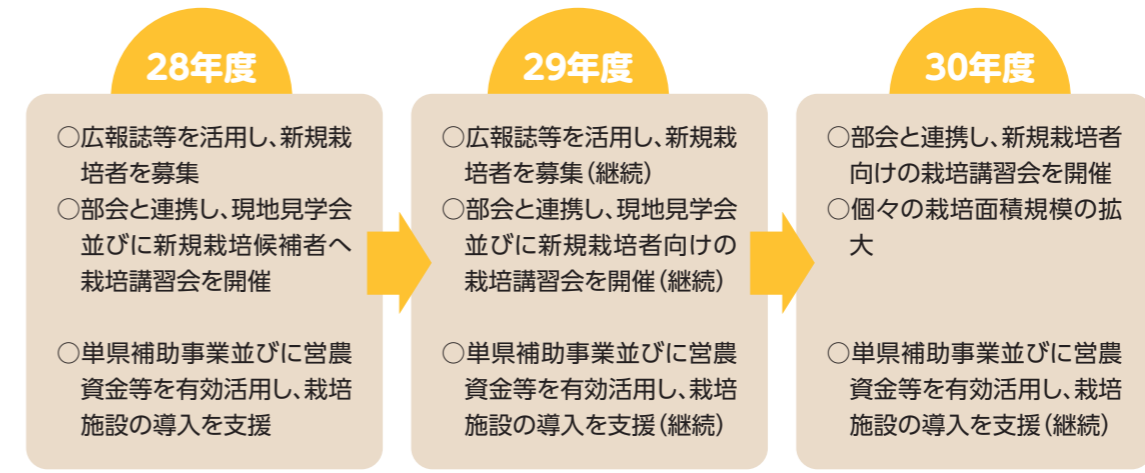 28年度
○広報誌等を活用し、新規栽
培者を募集
○部会と連携し、現地見学会
並びに新規栽培候補者へ
栽培講習会を開催
○単県補助事業並びに営農
資金等を有効活用し、栽培
施設の導入を支援
29年度
○広報誌等を活用し、新規栽
培者を募集(継続)
○部会と連携し、現地見学会
並びに新規栽培者向けの
栽培講習会を開催(継続)
○単県補助事業並びに営農
資金等を有効活用し、栽培
施設の導入を支援(継続)
30年度
○部会と連携し、新規栽培者
向けの栽培講習会を開催
○個々の栽培面積規模の拡
大
○単県補助事業並びに営農
資金等を有効活用し、栽培
施設の導入を支援(継続)